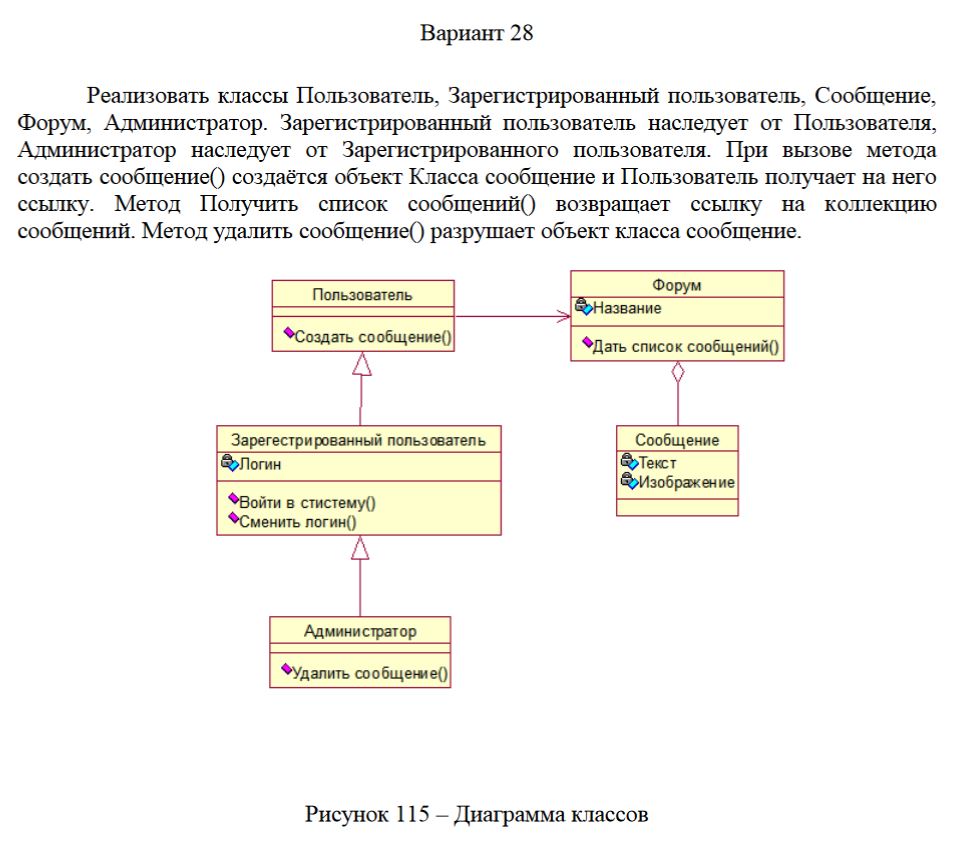 Вариант 28
Реализовать классы Пользователь, Зарегистрированный пользователь, Сообщение,
Форум, Администратор. Зарегистрированный пользователь наследует от Пользователя,
Администратор наследует от Зарегистрированного пользователя. При вызове метода
создать сообщение() создаётся объект Класса сообщение и Пользователь получает на него
ссылку. Метод Получить список сообщений() возвращает ссылку на коллекцию
сообщений. Метод удалить сообщение() разрушает объект класса сообщение.
Пользователь
Создать сообщение()
Форум
Название
Дать список сообщений()
Зарегестрированный пользователь
Логин
Войти в стистему()
Сменить логин()
Сообщение
Текст
Изображение
Администратор
Удалить сообщение()
Рисунок 115 – Диаграмма классов